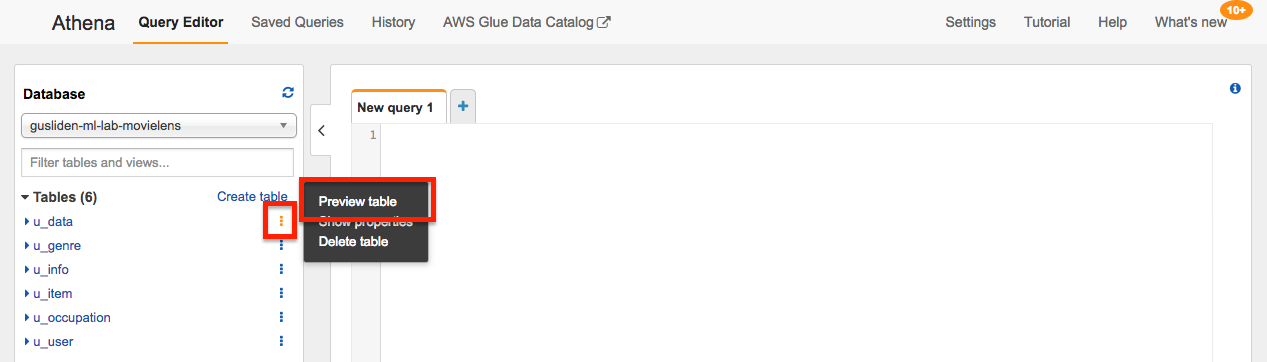 Athena Query Editor Saved Queries History AWS Glue Data Catalog Settings Tutorial Help What's new 10+
Database
gusliden-ml-lab-movielens
Filter tables and views...
Tables (6) Create table
u_data
u_genre
u_info
u_item
u_occupation
u_user
Preview table
Show properties
Delete table
New query 1
1